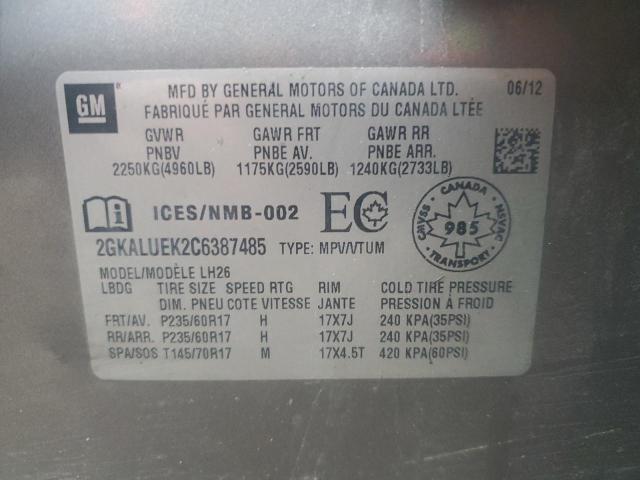 GM
MFD BY GENERAL MOTORS OF CANADA LTD. 06/12
FABRIQUÉ PAR GENERAL MOTORS DU CANADA LTÉE
GVWR GAWR FRT GAWR RR
PNBV PNBE AV. PNBE ARR.
2250KG(4960LB) 1175KG(2590LB) 1240KG(2733LB)
ICES/NMB-002 EC
CANADA CMVSS NSVAC 985 TRANSPORT
2GKALUEK2C6387485 TYPE: MPV/VTUM
MODEL/MODÈLE LH26
LBDG TIRE SIZE SPEED RTG RIM COLD TIRE PRESSURE
DIM. PNEU COTE VITESSE JANTE PRESSION À FROID
FRT/AV. P235/60R17 H 17X7J 240 KPA(35PSI)
RR/ARR. P235/60R17 H 17X7J 240 KPA(35PSI)
SPA/SOS T145/70R17 M 17X4.5T 420 KPA(60PSI)